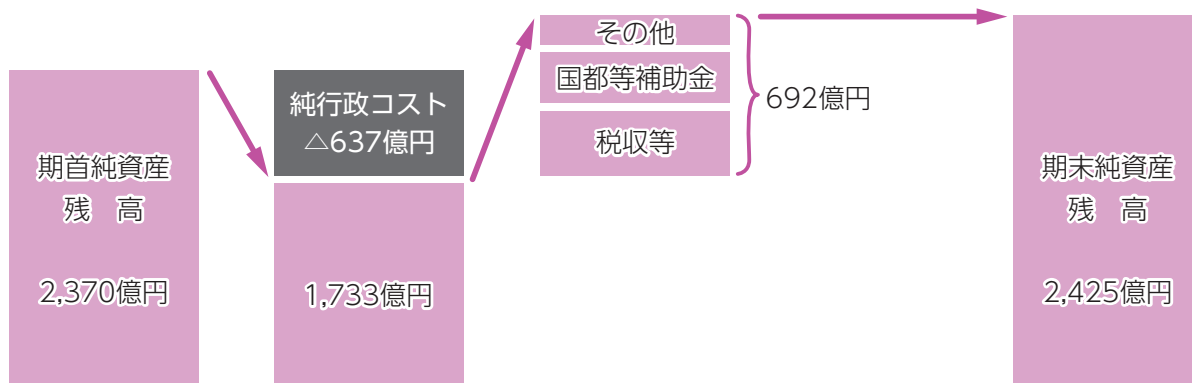 期首純資産
残　高
2,370億円
純行政コスト
△637億円
1,733億円
その他
国都等補助金
税収等
692億円
期末純資産
残　高
2,425億円